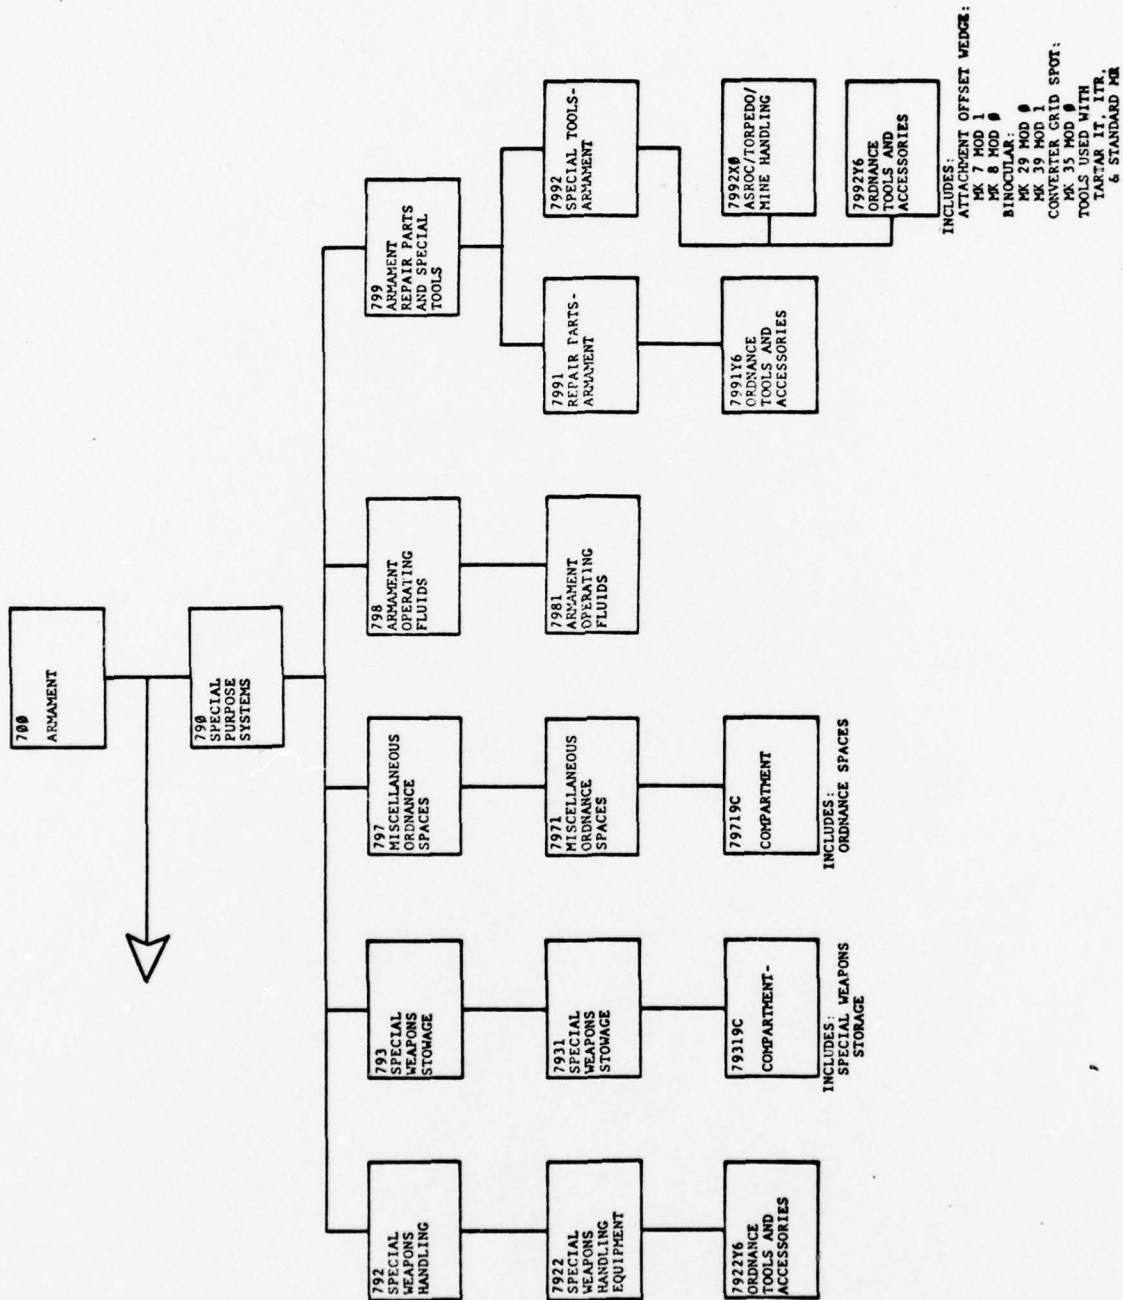 700
ARMAMENT
790
SPECIAL
PURPOSE
SYSTEMS
792
SPECIAL
WEAPONS
HANDLING
793
SPECIAL
WEAPONS
STOWAGE
797
MISCELLANEOUS
ORDNANCE
SPACES
798
ARMAMENT
OPERATING
FLUIDS
799
ARMAMENT
REPAIR PARTS
AND SPECIAL
TOOLS
7922
SPECIAL
WEAPONS
HANDLING
EQUIPMENT
7931
SPECIAL
WEAPONS
STOWAGE
7971
MISCELLANEOUS
ORDNANCE
SPACES
7981
ARMAMENT
OPERATING
FLUIDS
7991
REPAIR PARTS-
ARMAMENT
7992
SPECIAL TOOLS-
ARMAMENT
7922Y6
ORDNANCE
TOOLS AND
ACCESSORIES
79319C
COMPARTMENT-
INCLUDES:
SPECIAL WEAPONS
STORAGE
79719C
COMPARTMENT
INCLUDES:
ORDNANCE SPACES
7991Y6
ORDNANCE
TOOLS AND
ACCESSORIES
7992X0
ASROC/TORPEDO/
MINE HANDLING
7992Y6
ORDNANCE
TOOLS AND
ACCESSORIES
INCLUDES:
ATTACHMENT OFFSET WEDGE:
MK 7 MOD 1
MK 8 MOD 0
BINOCULAR:
MK 29 MOD 0
MK 39 MOD 1
CONVERTER GRID SPOT:
MK 35 MOD 0
TOOLS USED WITH
TARTAR IT, ITR,
& STANDARD MR